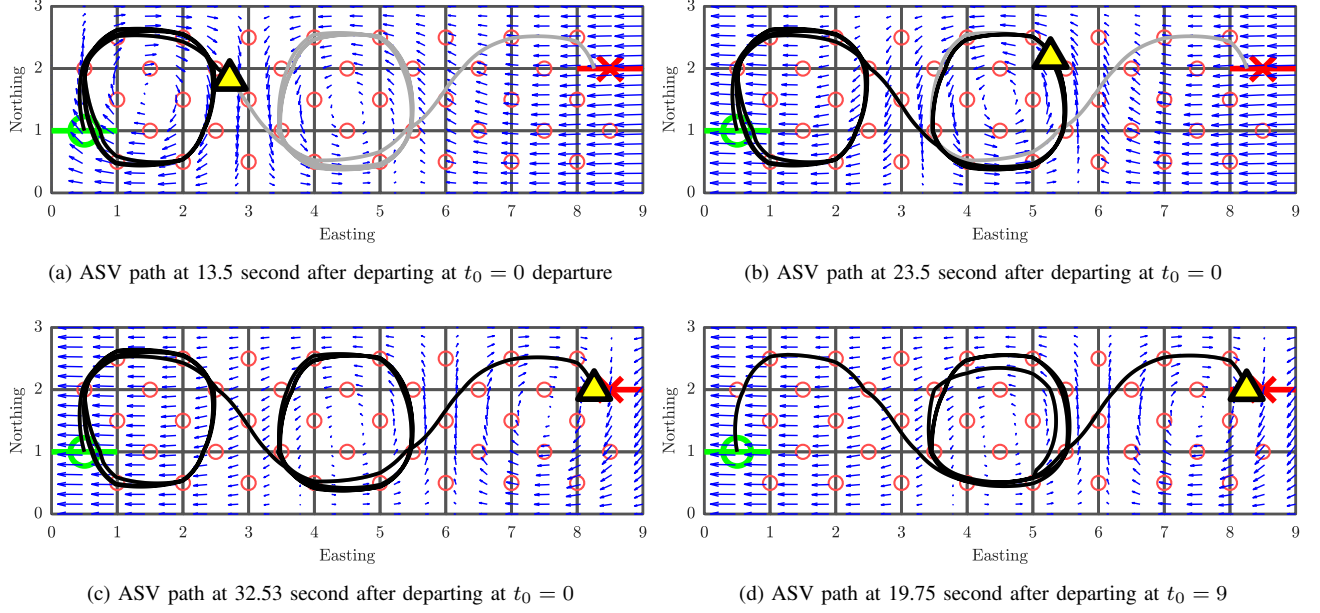 3
2
1
0
Northing
0 1 2 3 4 5 6 7 8 9
Easting
(a) ASV path at 13.5 second after departing at t₀ = 0 departure
3
2
1
0
Northing
0 1 2 3 4 5 6 7 8 9
Easting
(b) ASV path at 23.5 second after departing at t₀ = 0
3
2
1
0
Northing
0 1 2 3 4 5 6 7 8 9
Easting
(c) ASV path at 32.53 second after departing at t₀ = 0
3
2
1
0
Northing
0 1 2 3 4 5 6 7 8 9
Easting
(d) ASV path at 19.75 second after departing at t₀ = 9